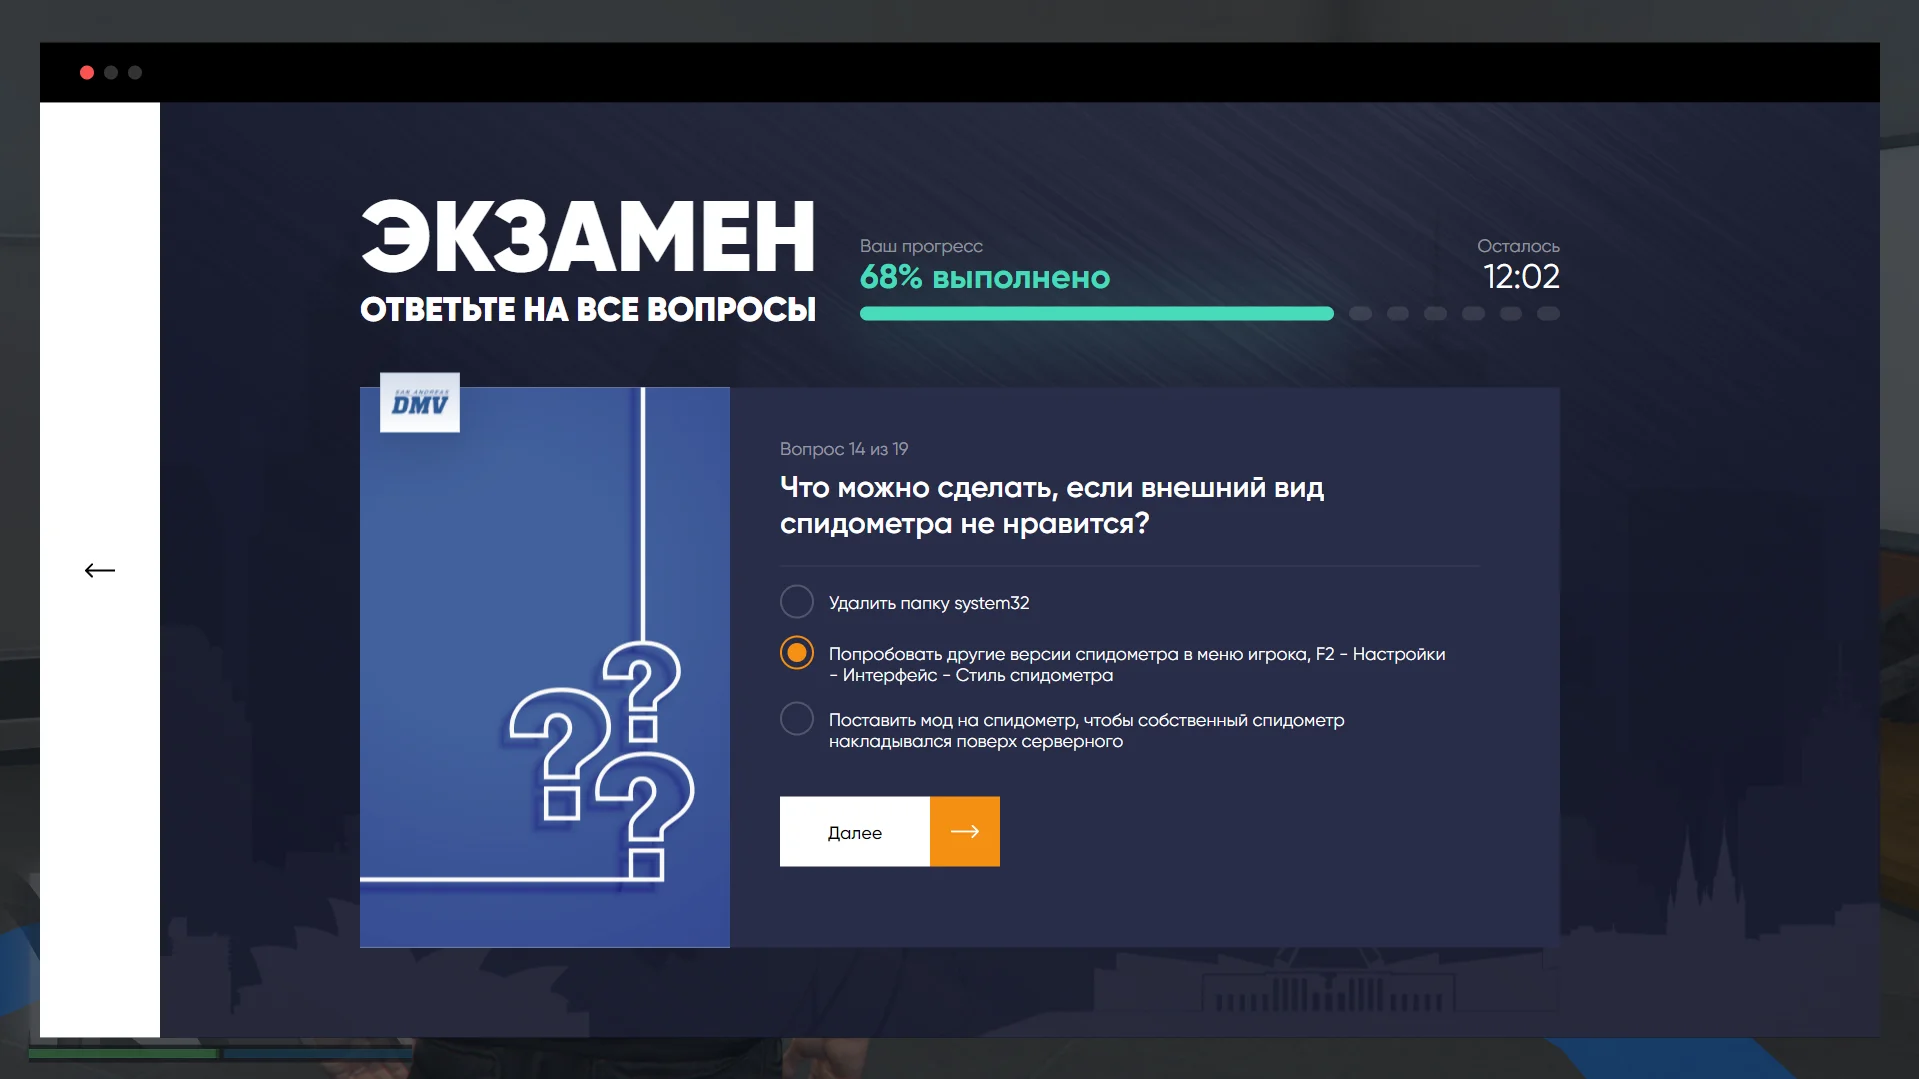 ЭКЗАМЕН
ОТВЕТЬТЕ НА ВСЕ ВОПРОСЫ
Ваш прогресс
68% выполнено
Осталось
12:02
SAN ANDREAS
DMV
Вопрос 14 из 19
Что можно сделать, если внешний вид
спидометра не нравится?
Удалить папку system32
Попробовать другие версии спидометра в меню игрока, F2 - Настройки
- Интерфейс - Стиль спидометра
Поставить мод на спидометр, чтобы собственный спидометр
накладывался поверх серверного
Далее